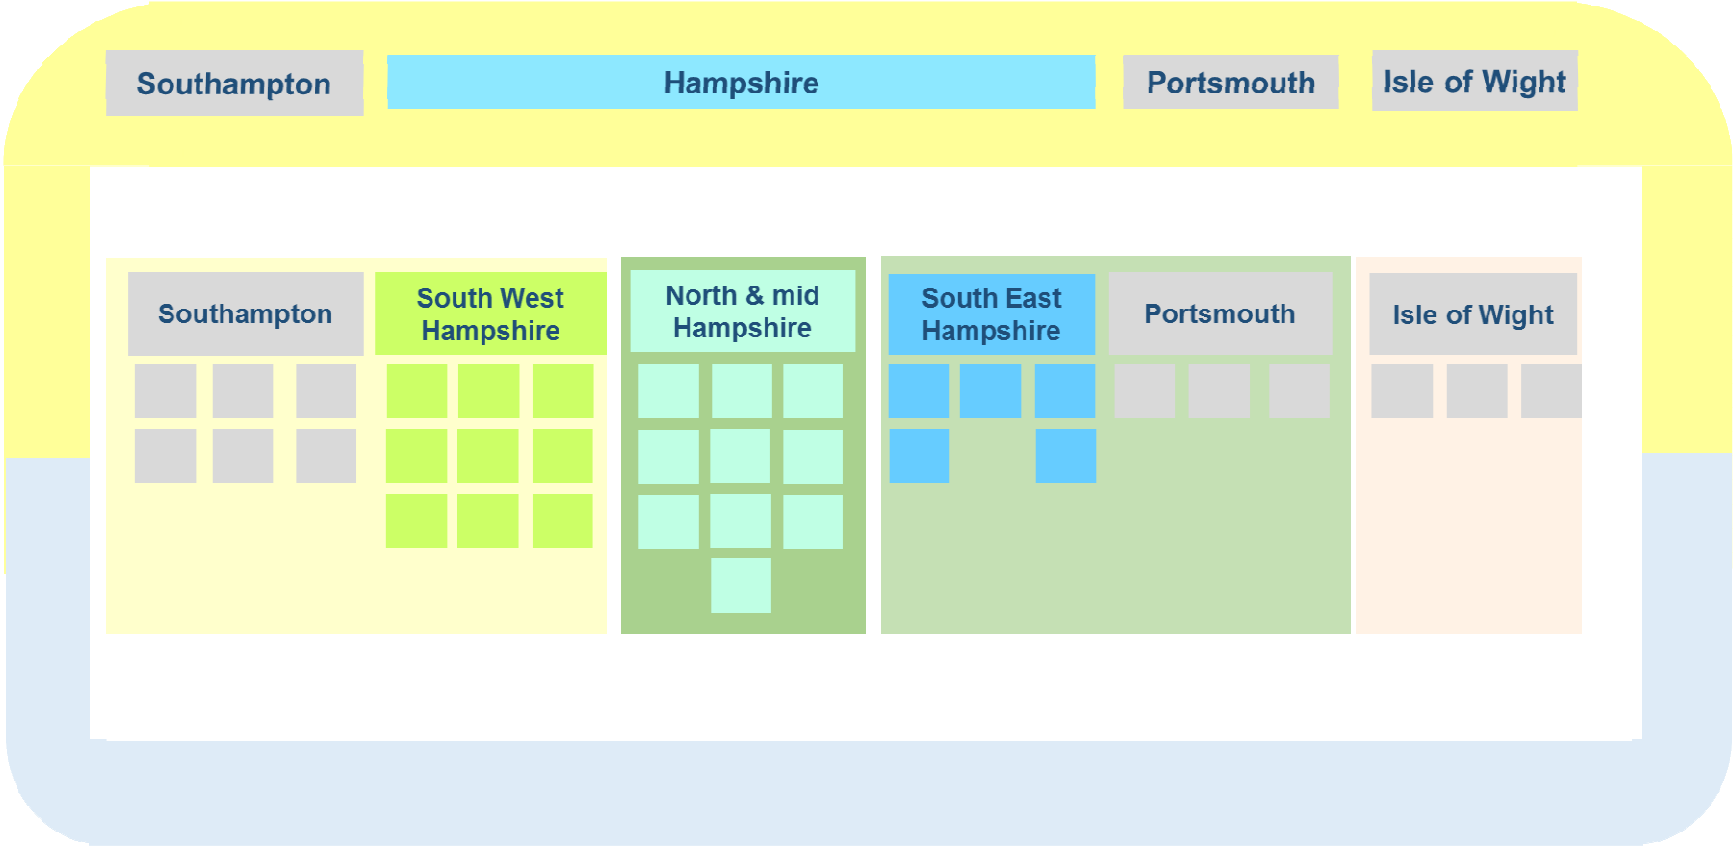 Southampton
Hampshire
Portsmouth
Isle of Wight
Southampton
South West
Hampshire
North & mid
Hampshire
South East
Hampshire
Portsmouth
Isle of Wight